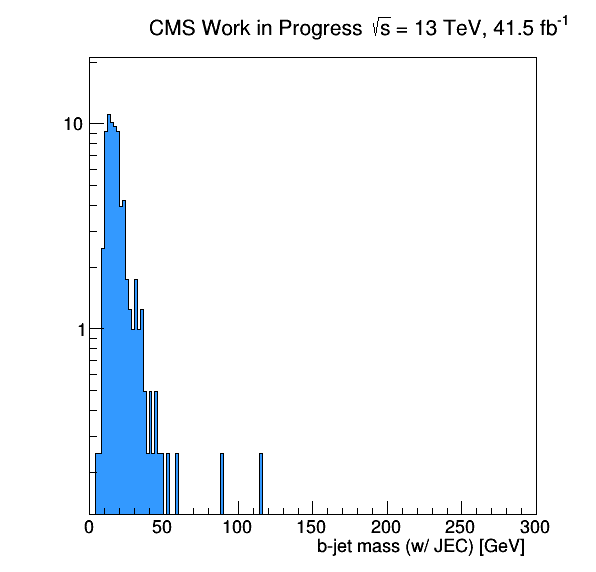 CMS Work in Progress √s = 13 TeV, 41.5 fb⁻¹
10
1
0 50 100 150 200 250 300
b-jet mass (w/ JEC) [GeV]